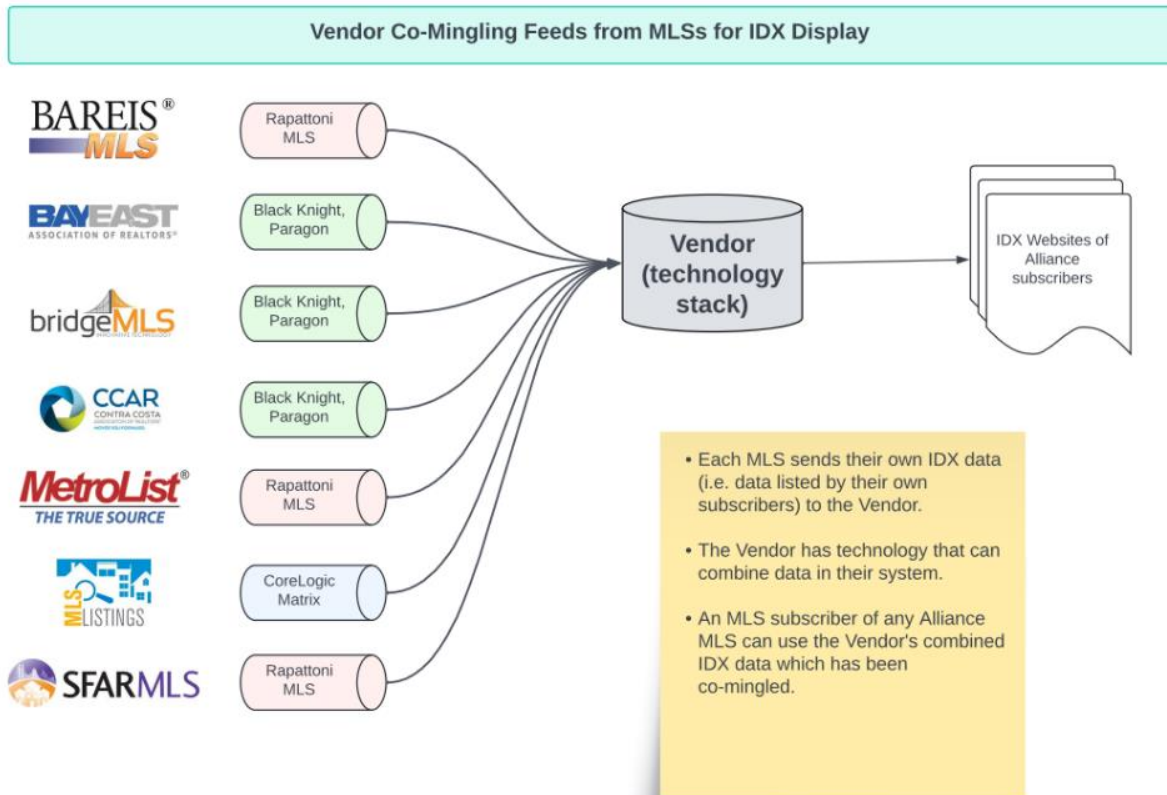 Vendor Co-Mingling Feeds from MLSs for IDX Display
BAREIS®
MLS
Rapattoni
MLS
BAYEAST
ASSOCIATION OF REALTORS®
Black Knight,
Paragon
bridgeMLS
Black Knight,
Paragon
CCAR
CONTRA COSTA
ASSOCIATION OF REALTORS®
Black Knight,
Paragon
MetroList®
THE TRUE SOURCE
Rapattoni
MLS
MLS
LISTINGS
CoreLogic
Matrix
SFARMLS
Rapattoni
MLS
Vendor
(technology
stack)
IDX Websites of
Alliance
subscribers
• Each MLS sends their own IDX data
(i.e. data listed by their own
subscribers) to the Vendor.
• The Vendor has technology that can
combine data in their system.
• An MLS subscriber of any Alliance
MLS can use the Vendor's combined
IDX data which has been
co-mingled.